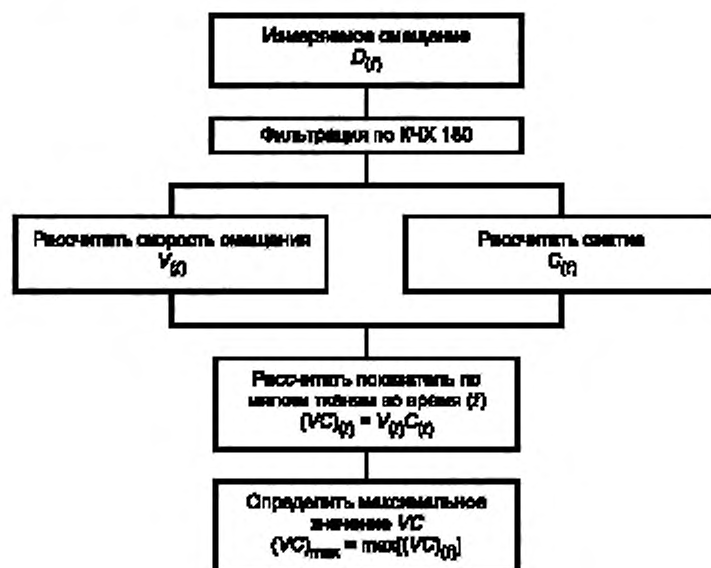 Измеряемое смещение
D(t)
Фильтрация по КЧХ 180
Рассчитать скорость смещения
V(t)
Рассчитать сжатие
C(t)
Рассчитать показатель по
мягким тканям во время (t)
(VC)(t) = V(t)C(t)
Определить максимальное
значение VC
(VC)max = max[(VC)(t)]